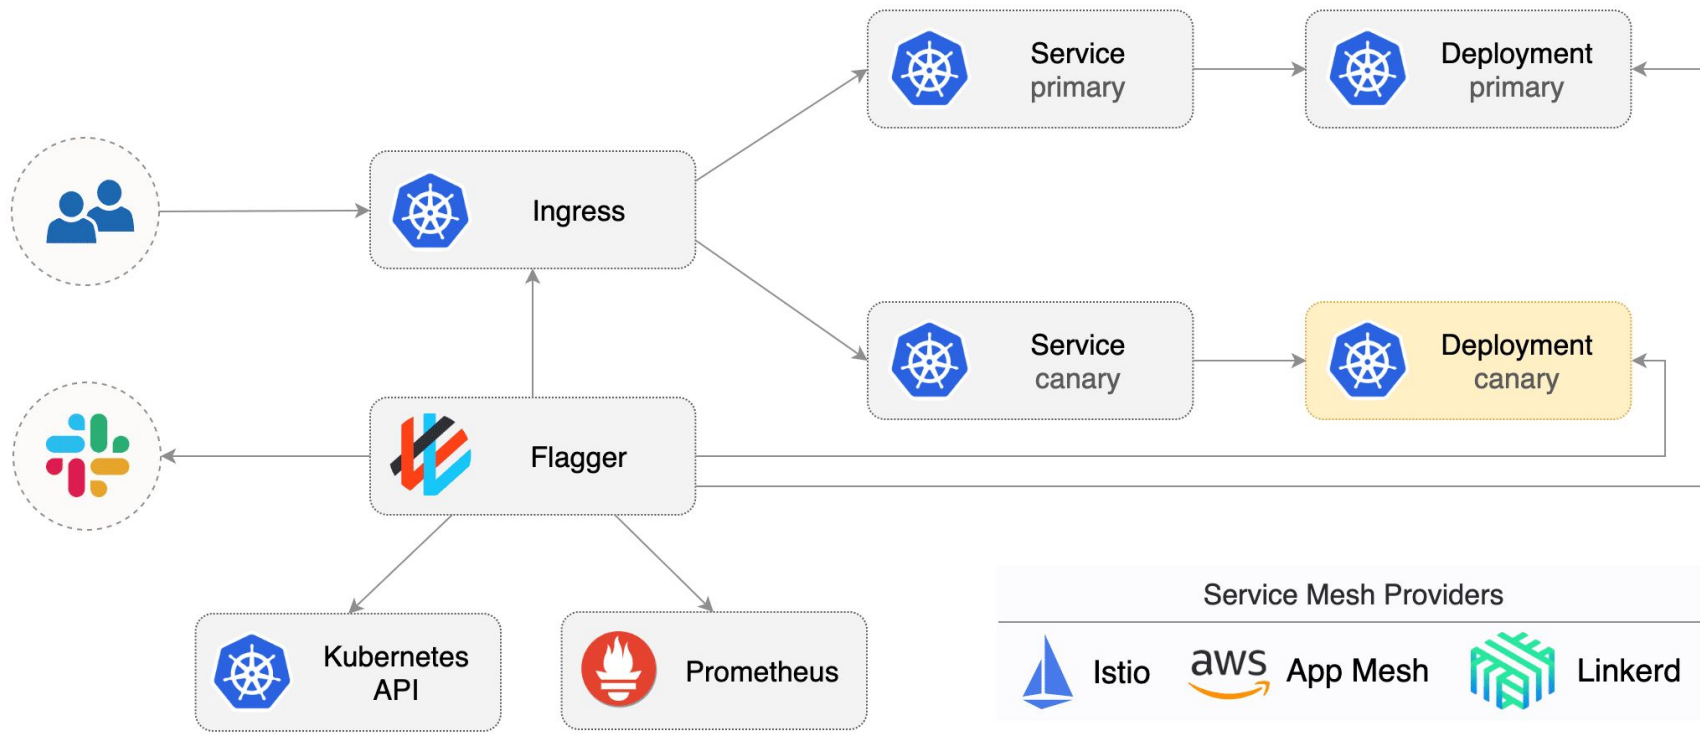 Service
primary
Deployment
primary
Ingress
Service
canary
Deployment
canary
Flagger
Kubernetes
API
Prometheus
Service Mesh Providers
Istio
aws
App Mesh
Linkerd